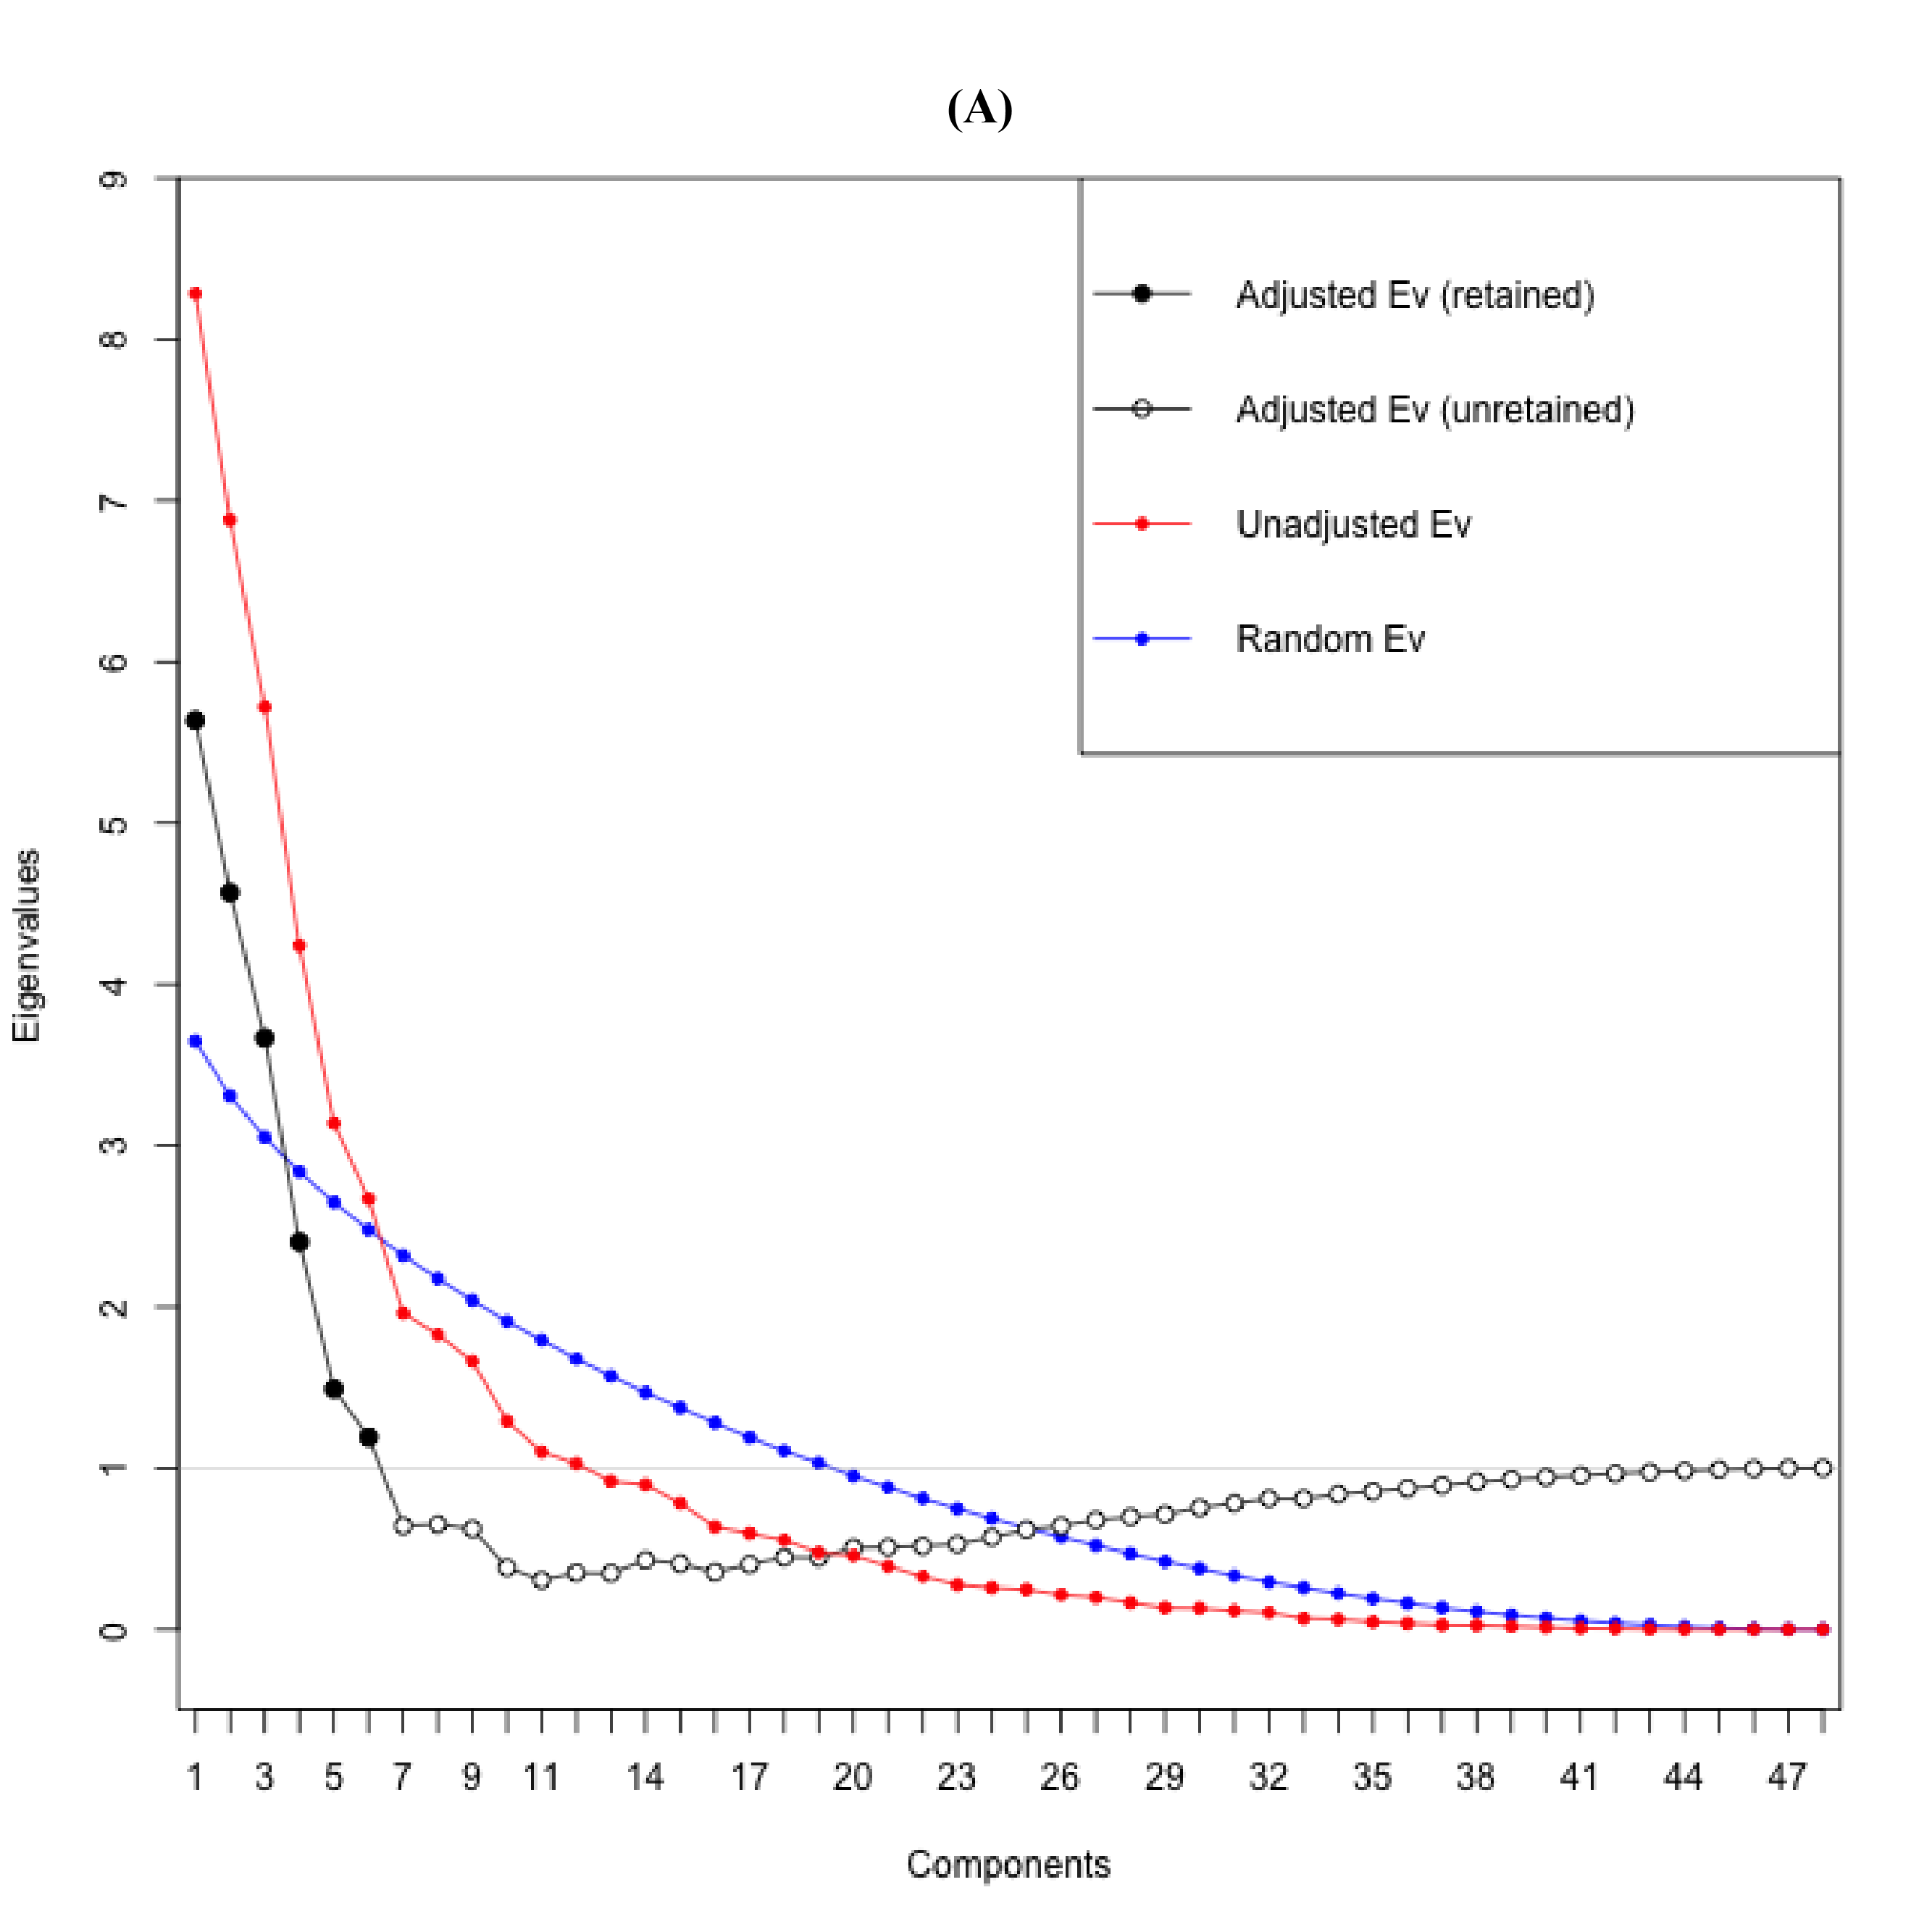 (A)
9
8
7
6
5
4
3
2
1
0
Eigenvalues
Adjusted Ev (retained)
Adjusted Ev (unretained)
Unadjusted Ev
Random Ev
1 3 5 7 9 11 14 17 20 23 26 29 32 35 38 41 44 47
Components